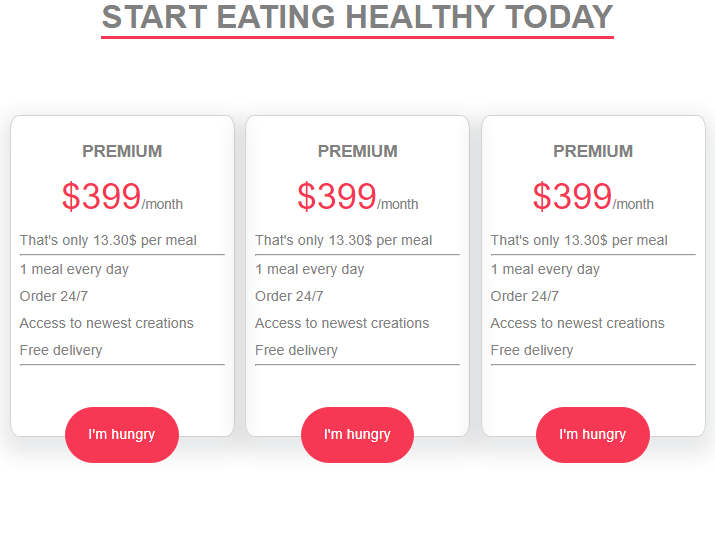 START EATING HEALTHY TODAY
PREMIUM
$399/month
That's only 13.30$ per meal
1 meal every day
Order 24/7
Access to newest creations
Free delivery
I'm hungry
PREMIUM
$399/month
That's only 13.30$ per meal
1 meal every day
Order 24/7
Access to newest creations
Free delivery
I'm hungry
PREMIUM
$399/month
That's only 13.30$ per meal
1 meal every day
Order 24/7
Access to newest creations
Free delivery
I'm hungry